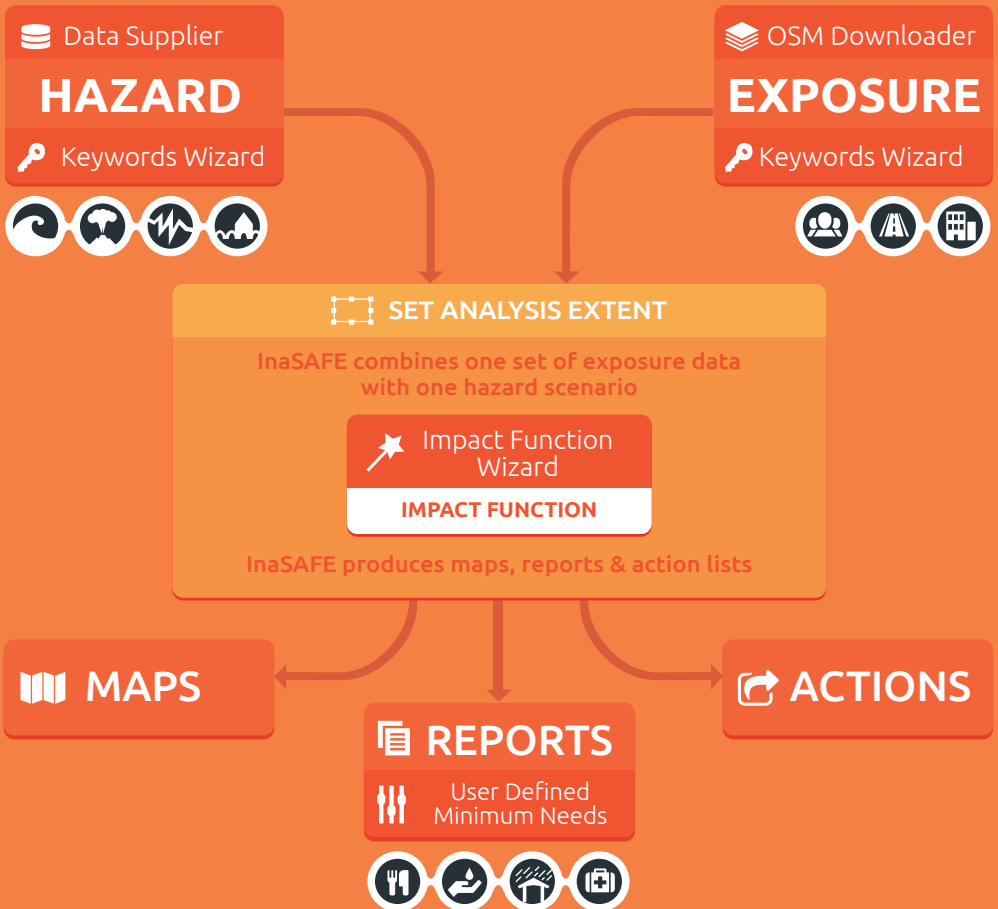 Data Supplier
HAZARD
Keywords Wizard
OSM Downloader
EXPOSURE
Keywords Wizard
SET ANALYSIS EXTENT
InaSAFE combines one set of exposure data
with one hazard scenario
Impact Function
Wizard
IMPACT FUNCTION
InaSAFE produces maps, reports & action lists
MAPS
REPORTS
User Defined
Minimum Needs
ACTIONS